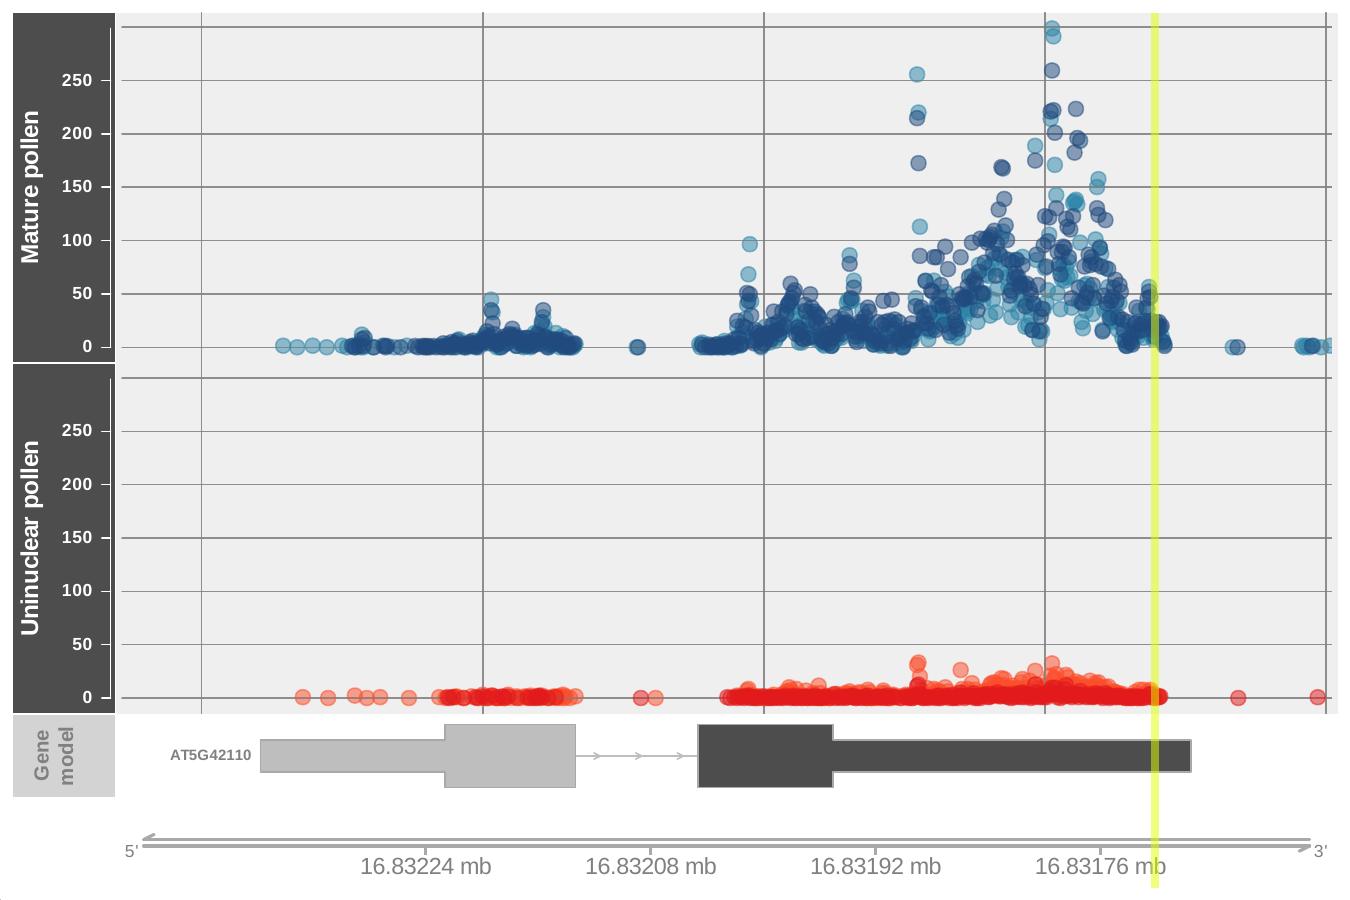 Mature pollen
250
200
150
100
50
0
Uninuclear pollen
250
200
150
100
50
0
Gene
model
AT5G42110
5'
3'
16.83224 mb
16.83208 mb
16.83192 mb
16.83176 mb